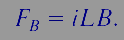 F_B = iLB.